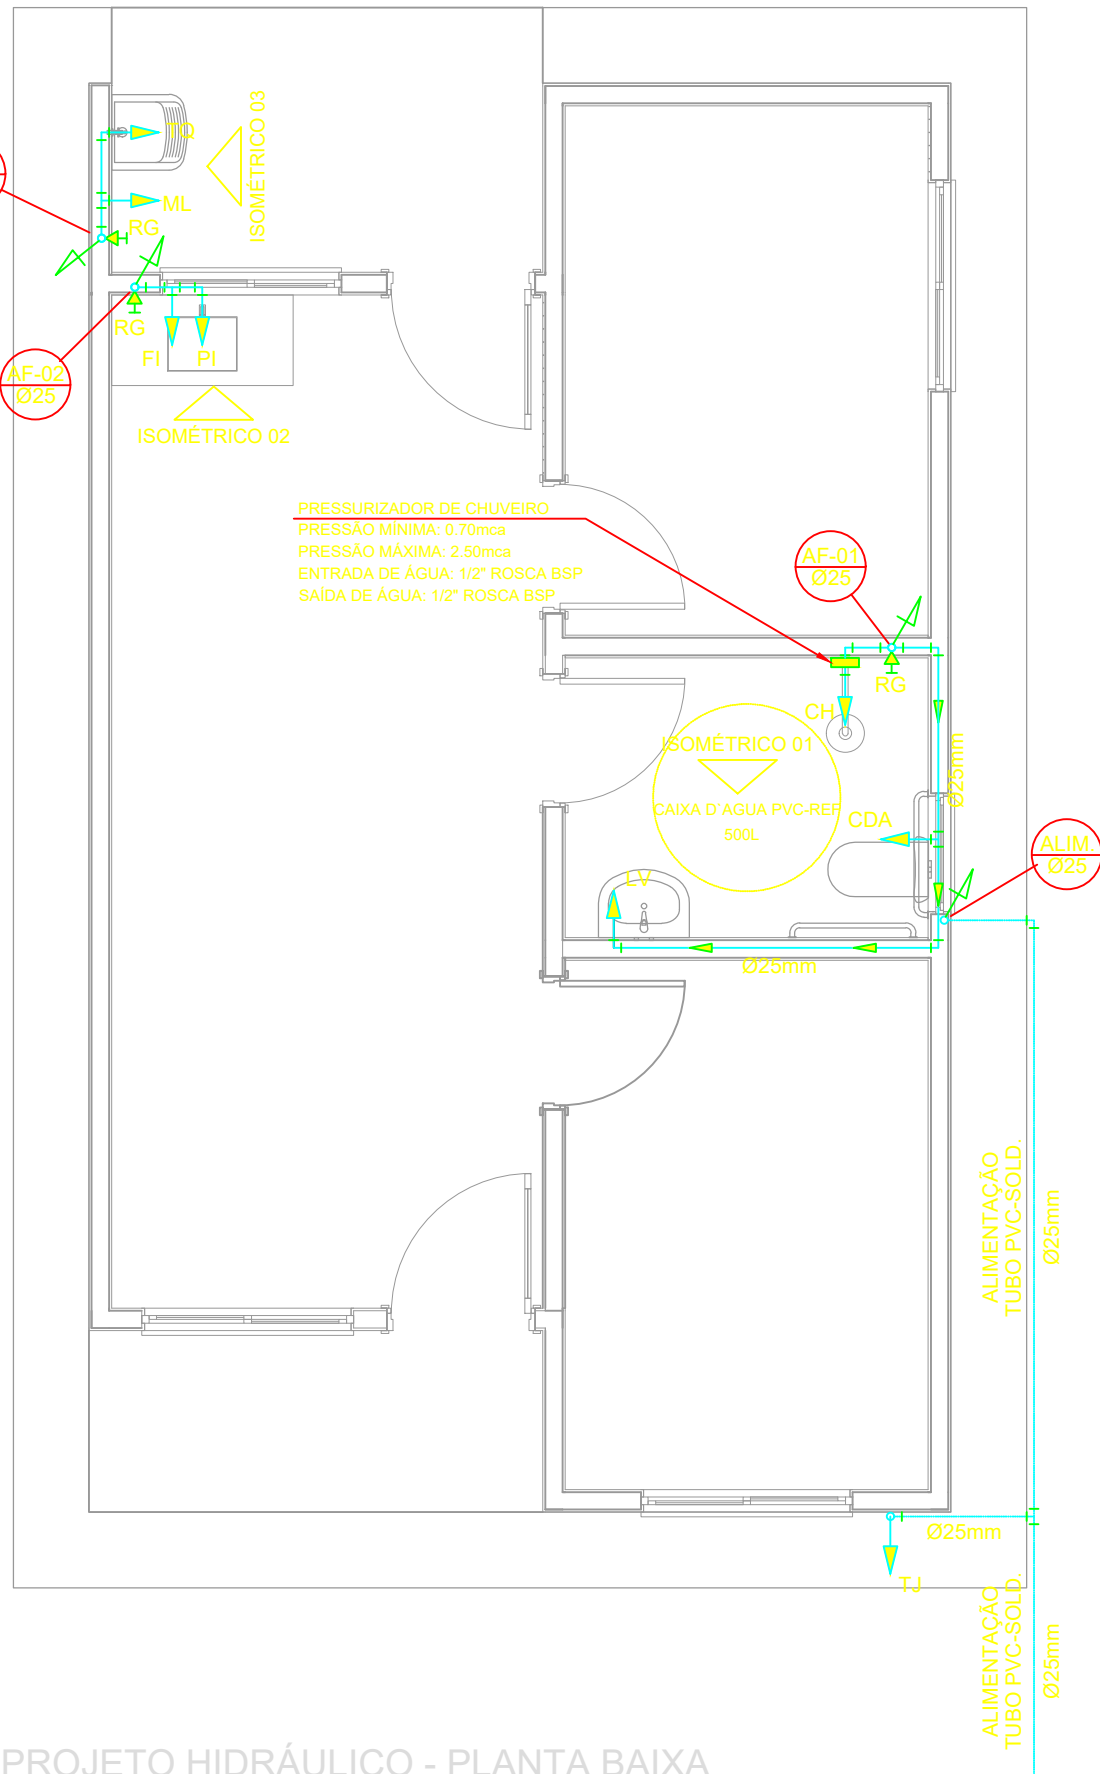 ISOMÉTRICO 03
TQ
ML
RG
RG
FI
PI
AF-02
Ø25
ISOMÉTRICO 02
PRESSURIZADOR DE CHUVEIRO
PRESSÃO MÍNIMA: 0.70mca
PRESSÃO MÁXIMA: 2.50mca
ENTRADA DE ÁGUA: 1/2" ROSCA BSP
SAÍDA DE ÁGUA: 1/2" ROSCA BSP
AF-01
Ø25
RG
CH
ISOMÉTRICO 01
Ø25mm
CAIXA D`AGUA PVC-REF
500L
CDA
ALIM.
Ø25
LV
Ø25mm
ALIMENTAÇÃO
TUBO PVC-SOLD.
Ø25mm
Ø25mm
TJ
ALIMENTAÇÃO
TUBO PVC-SOLD.
Ø25mm
PROJETO HIDRÁULICO - PLANTA BAIXA